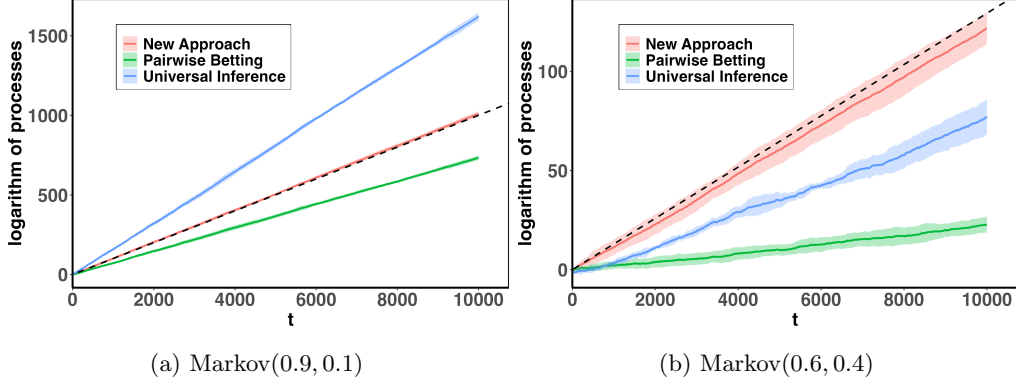 logarithm of processes
1500
1000
500
0
New Approach
Pairwise Betting
Universal Inference
0 2000 4000 6000 8000 10000
t
(a) Markov(0.9, 0.1)
logarithm of processes
100
50
0
New Approach
Pairwise Betting
Universal Inference
0 2000 4000 6000 8000 10000
t
(b) Markov(0.6, 0.4)